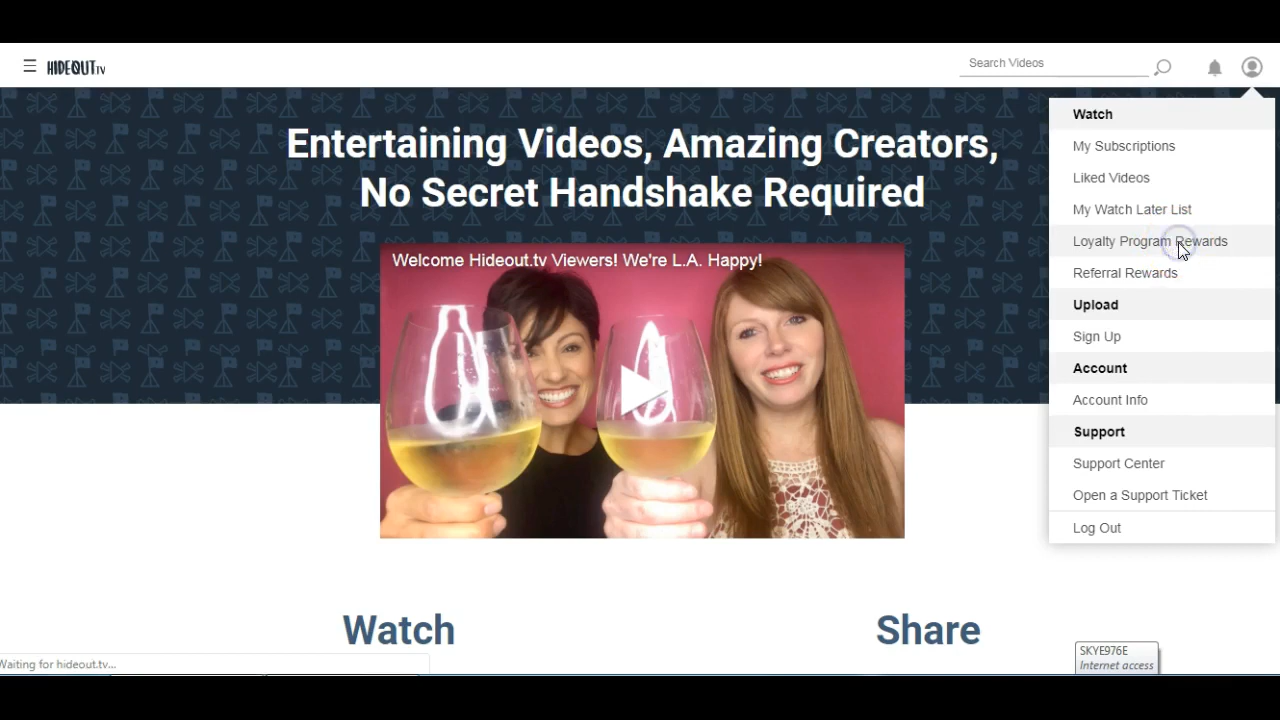 HIDEOUT.TV
Search Videos
Entertaining Videos, Amazing Creators,
No Secret Handshake Required
Welcome Hideout.tv Viewers! We're L.A. Happy!
Watch
My Subscriptions
Liked Videos
My Watch Later List
Loyalty Program Rewards
Referral Rewards
Upload
Sign Up
Account
Account Info
Support
Support Center
Open a Support Ticket
Log Out
Watch
Share
Waiting for hideout.tv...
SKYE976E
Internet access